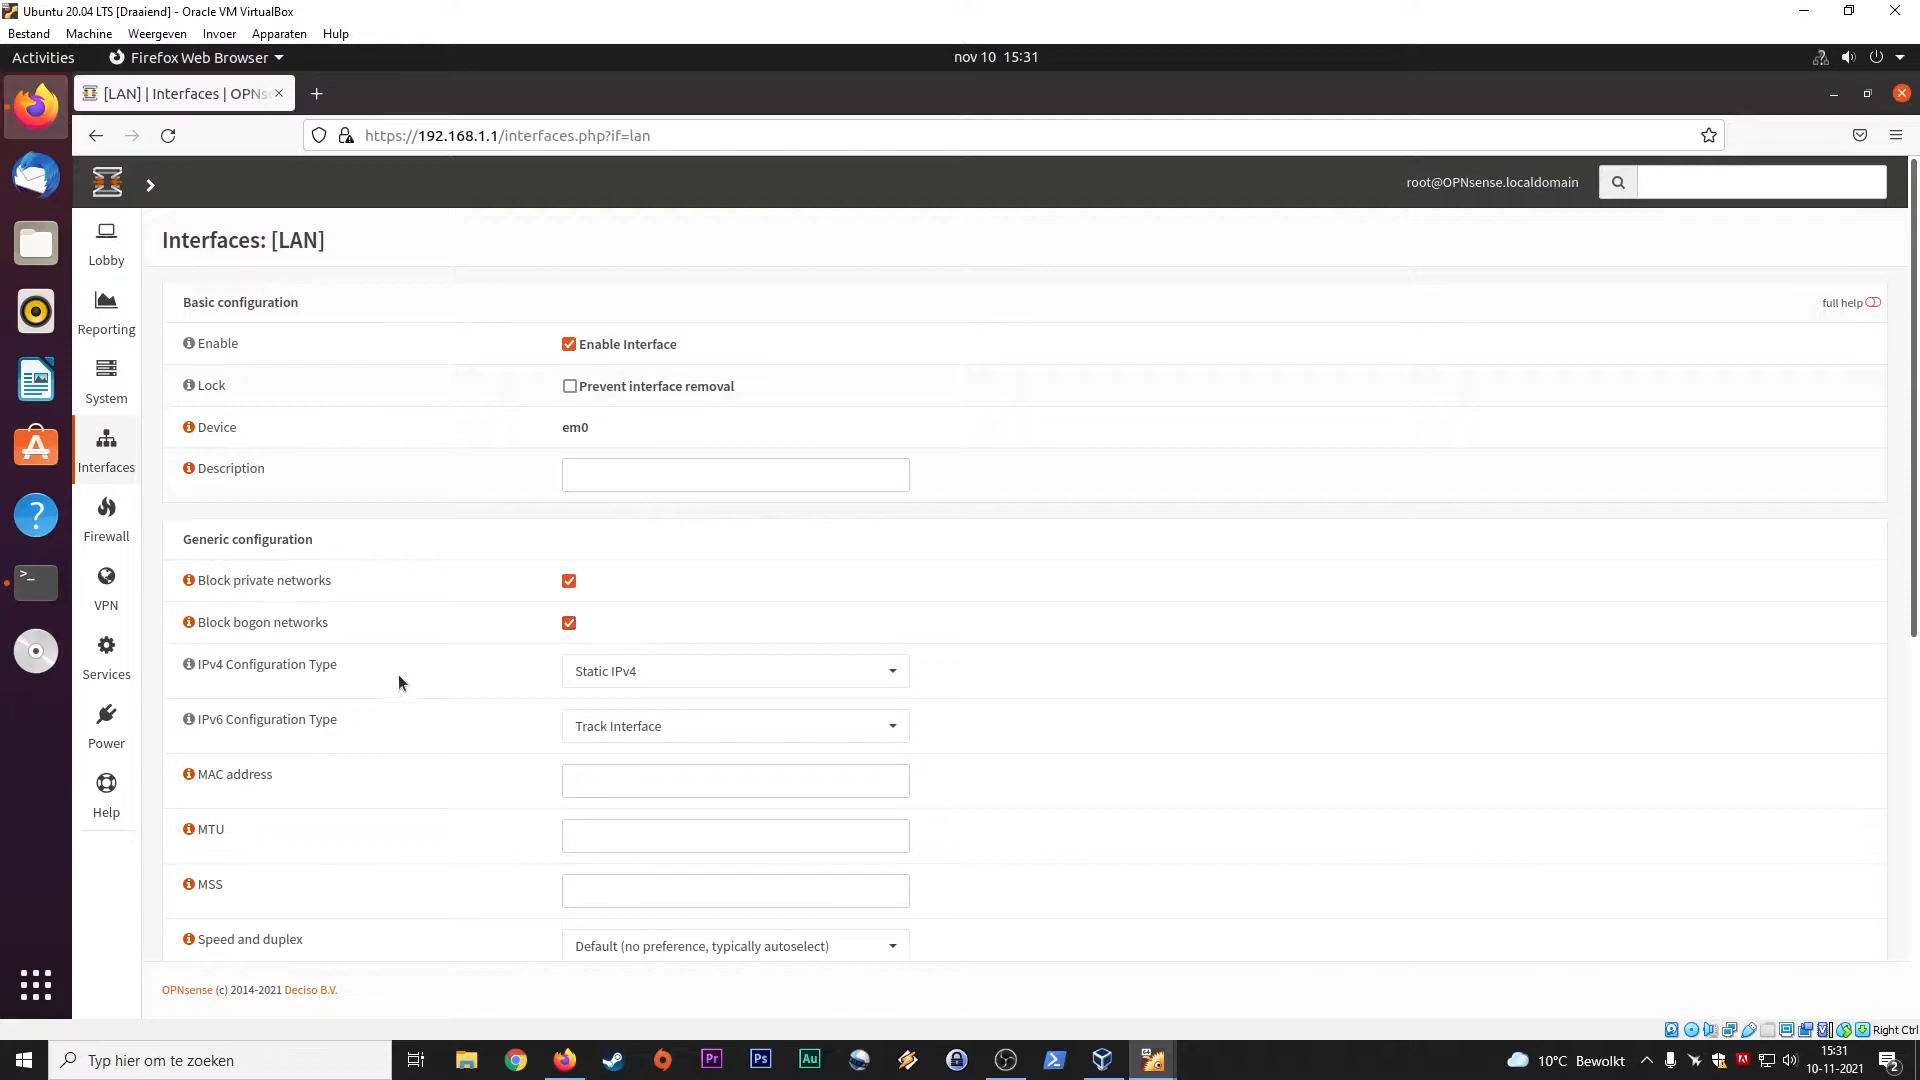 Ubuntu 20.04 LTS [Draaiend] - Oracle VM VirtualBox
Bestand Machine Weergeven Invoer Apparaten Hulp
Activities Firefox Web Browser nov 10 15:31
[LAN] | Interfaces | OPNs
https://192.168.1.1/interfaces.php?if=lan
root@OPNsense.localdomain
Interfaces: [LAN]
Lobby
Reporting
System
Interfaces
Firewall
VPN
Services
Power
Help
Basic configuration full help
Enable Enable Interface
Lock Prevent interface removal
Device em0
Description
Generic configuration
Block private networks
Block bogon networks
IPv4 Configuration Type Static IPv4
IPv6 Configuration Type Track Interface
MAC address
MTU
MSS
Speed and duplex Default (no preference, typically autoselect)
OPNsense (c) 2014-2021 Deciso B.V.
Right Ctrl
Typ hier om te zoeken
Pr Ps Au
10°C Bewolkt
15:31
10-11-2021
2